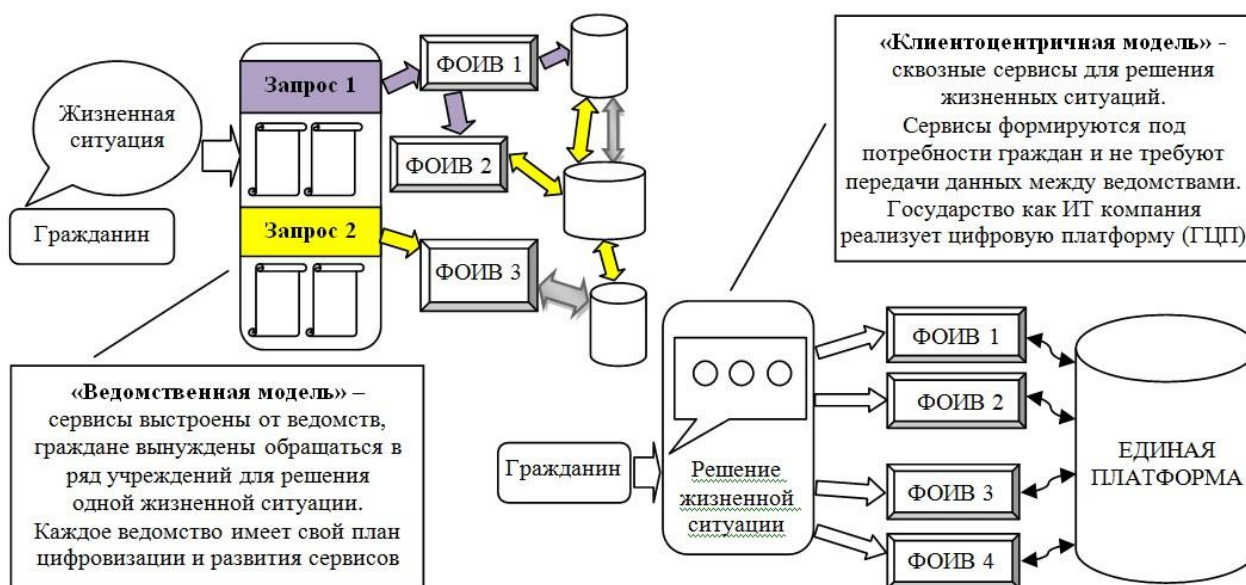 Жизненная
ситуация
Гражданин
Запрос 1
Запрос 2
ФОИВ 1
ФОИВ 2
ФОИВ 3
«Ведомственная модель» –
сервисы выстроены от ведомств,
граждане вынуждены обращаться в
ряд учреждений для решения
одной жизненной ситуации.
Каждое ведомство имеет свой план
цифровизации и развития сервисов
«Клиентоцентричная модель» -
сквозные сервисы для решения
жизненных ситуаций.
Сервисы формируются под
потребности граждан и не требуют
передачи данных между ведомствами.
Государство как ИТ компания
реализует цифровую платформу (ГЦП)
Гражданин
Решение
жизненной
ситуации
ФОИВ 1
ФОИВ 2
ФОИВ 3
ФОИВ 4
ЕДИНАЯ
ПЛАТФОРМА